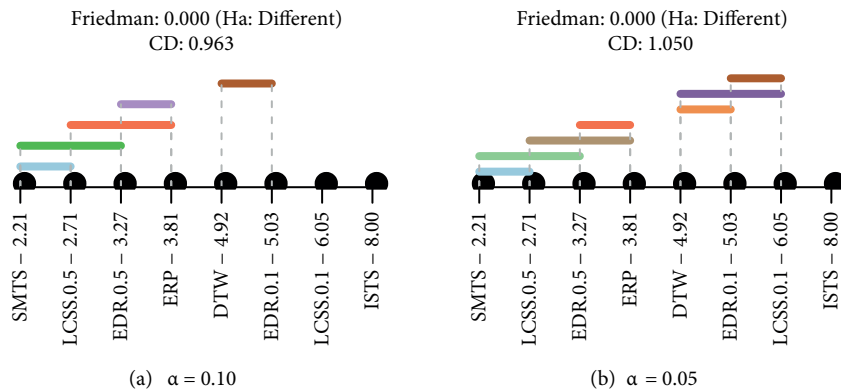 Friedman: 0.000 (Ha: Different)
CD: 0.963
SMTS – 2.21
LCSS.0.5 – 2.71
EDR.0.5 – 3.27
ERP – 3.81
DTW – 4.92
EDR.0.1 – 5.03
LCSS.0.1 – 6.05
ISTS – 8.00
(a) α = 0.10
Friedman: 0.000 (Ha: Different)
CD: 1.050
SMTS – 2.21
LCSS.0.5 – 2.71
EDR.0.5 – 3.27
ERP – 3.81
DTW – 4.92
EDR.0.1 – 5.03
LCSS.0.1 – 6.05
ISTS – 8.00
(b) α = 0.05